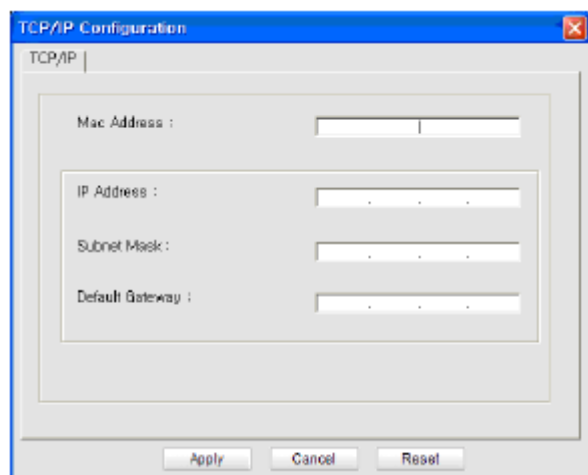 TCP/IP Configuration
TCP/IP
Mac Address :
IP Address :
. . .
Subnet Mask :
. . .
Default Gateway :
. . .
Apply Cancel Reset